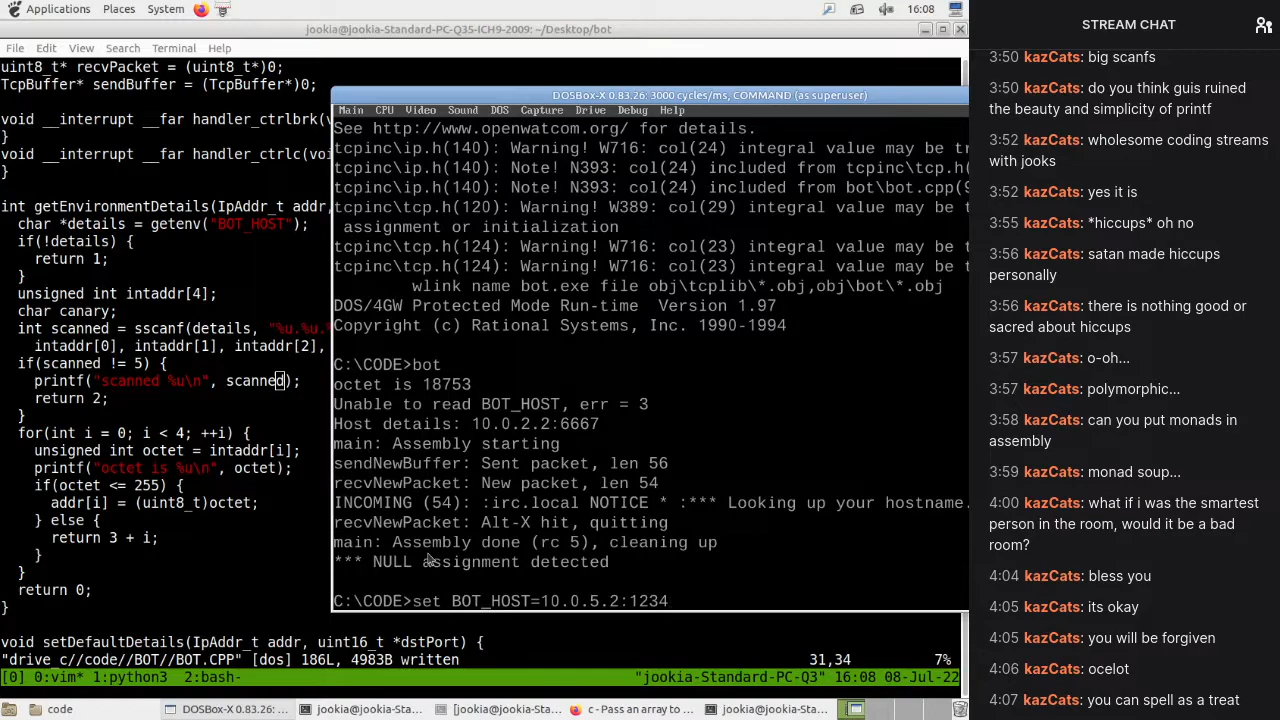 Applications Places System 16:08
jookia@jookia-Standard-PC-Q35-ICH9-2009: ~/Desktop/bot
File Edit View Search Terminal Help
uint8_t* recvPacket = (uint8_t*)0;
TcpBuffer* sendBuffer = (TcpBuffer*)0;
void __interrupt __far handler_ctrlbrk(
}
void __interrupt __far handler_ctrlc(voi
}
int getEnvironmentDetails(IpAddr_t addr,
char *details = getenv("BOT_HOST");
if(!details) {
return 1;
}
unsigned int intaddr[4];
char canary;
int scanned = sscanf(details, "%u.%u.%
intaddr[0], intaddr[1], intaddr[2],
if(scanned != 5) {
printf("scanned %u\n", scanned);
return 2;
}
for(int i = 0; i < 4; ++i) {
unsigned int octet = intaddr[i];
printf("octet is %u\n", octet);
if(octet <= 255) {
addr[i] = (uint8_t)octet;
} else {
return 3 + i;
}
}
return 0;
}
void setDefaultDetails(IpAddr_t addr, uint16_t *dstPort) {
"drive_c//code//BOT//BOT.CPP" [dos] 186L, 4983B written 31,34 7%
[0] 0:vim* 1:python3 2:bash- "jookia-Standard-PC-Q3" 16:08 08-Jul-22
DOSBox-X 0.83.26: 3000 cycles/ms, COMMAND (as superuser)
Main CPU Video Sound DOS Capture Drive Debug Help
See http://www.openwatcom.org/ for details.
tcpinc\ip.h(140): Warning! W716: col(24) integral value may be tr
tcpinc\ip.h(140): Note! N393: col(24) included from tcpinc\tcp.h(
tcpinc\ip.h(140): Note! N393: col(24) included from bot\bot.cpp(9
tcpinc\tcp.h(120): Warning! W389: col(29) integral value may be t
assignment or initialization
tcpinc\tcp.h(124): Warning! W716: col(23) integral value may be t
tcpinc\tcp.h(124): Warning! W716: col(23) integral value may be t
wlink name bot.exe file obj\tcplib\*.obj,obj\bot\*.obj
DOS/4GW Protected Mode Run-time Version 1.97
Copyright (c) Rational Systems, Inc. 1990-1994
C:\CODE>bot
octet is 18753
Unable to read BOT_HOST, err = 3
Host details: 10.0.2.2:6667
main: Assembly starting
sendNewBuffer: Sent packet, len 56
recvNewPacket: New packet, len 54
INCOMING (54): :irc.local NOTICE * :*** Looking up your hostname.
recvNewPacket: Alt-X hit, quitting
main: Assembly done (rc 5), cleaning up
*** NULL assignment detected
C:\CODE>set BOT_HOST=10.0.5.2:1234
code DOSBox-X 0.83.26: ... jookia@jookia-Sta... [jookia@jookia-Sta... c - Pass an array to ... jookia@jookia-Sta...
STREAM CHAT
3:50 kazCats: big scanfs
3:50 kazCats: do you think guis ruined
the beauty and simplicity of printf
3:52 kazCats: wholesome coding streams
with jooks
3:52 kazCats: yes it is
3:55 kazCats: *hiccups* oh no
3:56 kazCats: satan made hiccups
personally
3:56 kazCats: there is nothing good or
sacred about hiccups
3:57 kazCats: o-oh...
3:57 kazCats: polymorphic...
3:58 kazCats: can you put monads in
assembly
3:59 kazCats: monad soup...
4:00 kazCats: what if i was the smartest
person in the room, would it be a bad
room?
4:04 kazCats: bless you
4:05 kazCats: its okay
4:05 kazCats: you will be forgiven
4:06 kazCats: ocelot
4:07 kazCats: you can spell as a treat